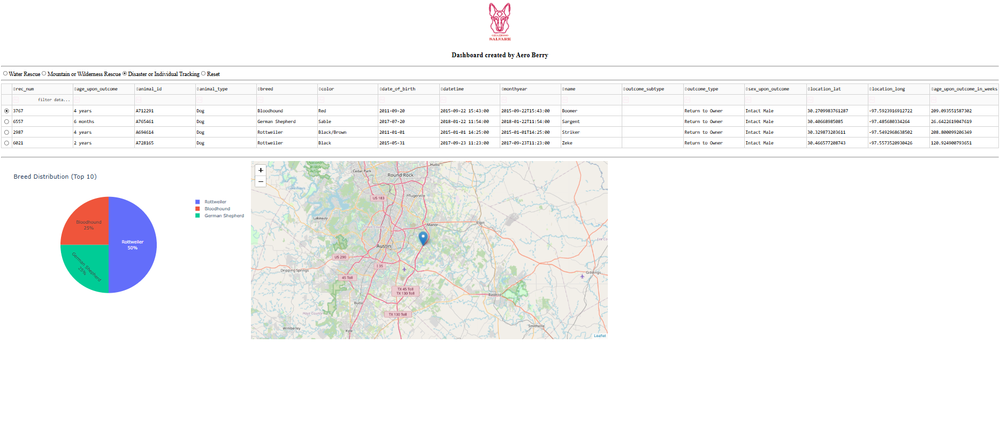 GRAZIOSO
SALVARE
Dashboard created by Aero Berry
Water Rescue Mountain or Wilderness Rescue Disaster or Individual Tracking Reset
rec_num age_upon_outcome animal_id animal_type breed color date_of_birth datetime monthyear name outcome_subtype outcome_type sex_upon_outcome location_lat location_long age_upon_outcome_in_weeks
filter data...
3767 4 years A712291 Dog Bloodhound Red 2011-09-20 2015-09-22 15:43:00 2015-09-22T15:43:00 Boomer Return to Owner Intact Male 30.2709983761287 -97.5923916912722 209.093551587302
6557 6 months A765461 Dog German Shepherd Sable 2017-07-20 2018-01-22 11:54:00 2018-01-22T11:54:00 Sargent Return to Owner Intact Male 30.40668985085 -97.485680334264 26.6422619047619
2987 4 years A694614 Dog Rottweiler Black/Brown 2011-01-01 2015-01-01 14:25:00 2015-01-01T14:25:00 Striker Return to Owner Intact Male 30.329873203611 -97.5492968638502 208.800099206349
6021 2 years A728165 Dog Rottweiler Black 2015-05-31 2017-09-23 11:23:00 2017-09-23T11:23:00 Zeke Return to Owner Intact Male 30.466577208743 -97.5573520930426 120.924900793651
Breed Distribution (Top 10)
Rottweiler
Bloodhound
German Shepherd
Bloodhound
25%
Rottweiler
50%
German Shepherd
25%
+
−
National
Wildlife
Refuge
Hutto
Cedar Park
Round Rock
Lake Travis
US 183
Pflugerville
Lakeway
Travis County
Manor
Elgin
Lee Co
Austin
US 290
I 35
Dripping Springs
45 Toll
Giddings
TX 45 Toll
TX 130 Toll
Bastrop
Buda
Hays County
TX 130 Toll
Wimberley
Kyle
Smithville
Leaflet